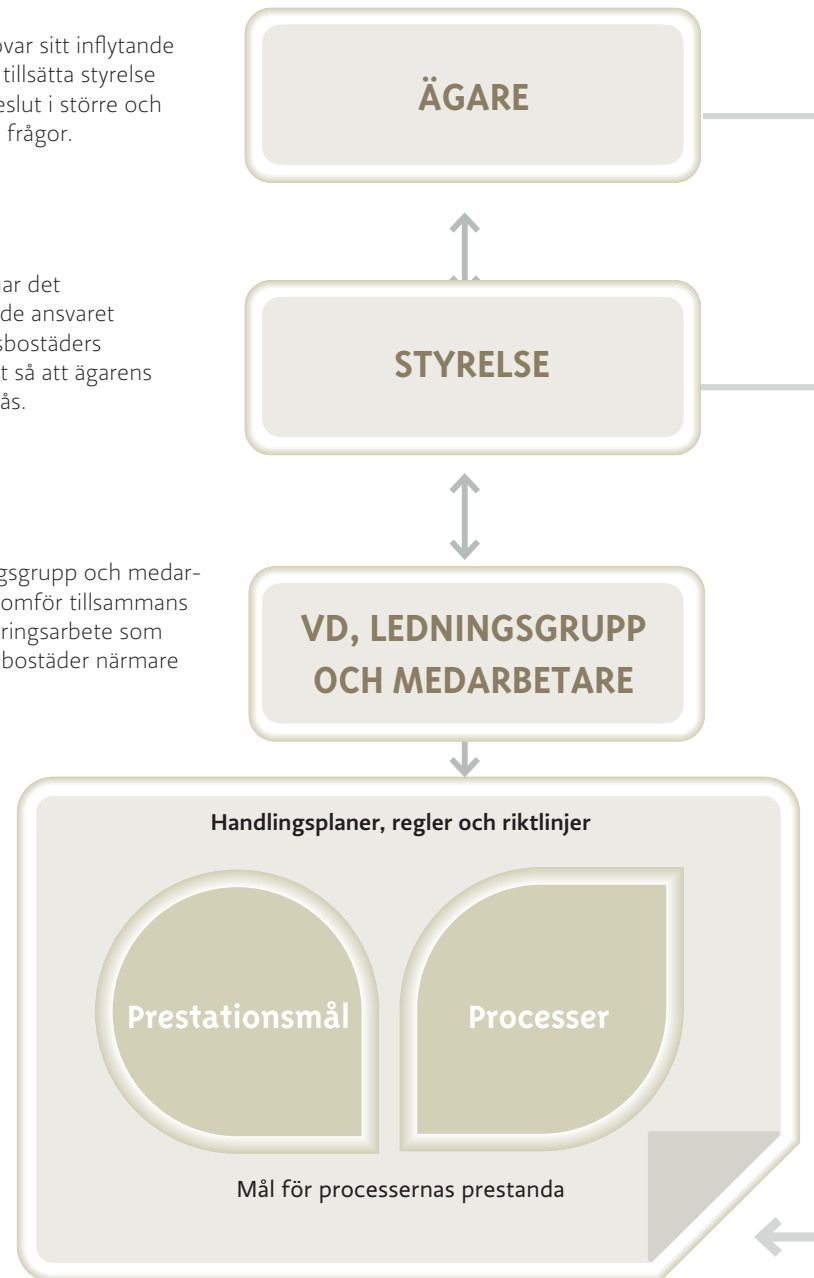 var sitt inflytande
tillsätta styrelse
eslut i större och
frågor.
ÄGARE
ar det
de ansvaret
sbostäders
t så att ägarens
ås.
STYRELSE
gsgrupp och medar-
omför tillsammans
ringsarbete som
bostäder närmare
VD, LEDNINGSGRUPP
OCH MEDARBETARE
Handlingsplaner, regler och riktlinjer
Prestationsmål
Processer
Mål för processernas prestanda